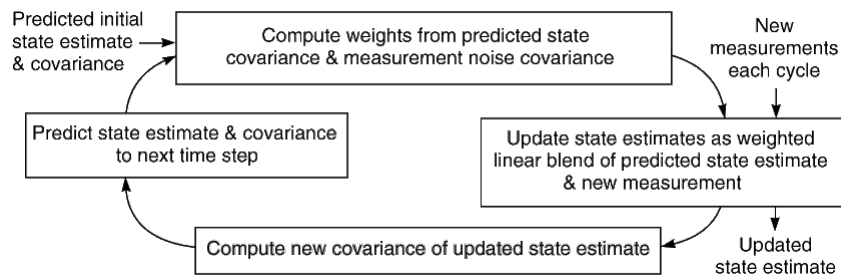 Predicted initial
state estimate
& covariance
Compute weights from predicted state
covariance & measurement noise covariance
New
measurements
each cycle
Predict state estimate & covariance
to next time step
Update state estimates as weighted
linear blend of predicted state estimate
& new measurement
Compute new covariance of updated state estimate
Updated
state estimate